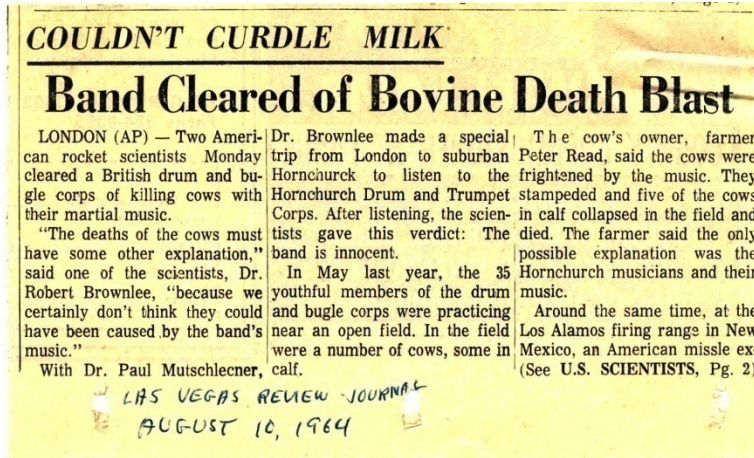 COULDN'T CURDLE MILK
Band Cleared of Bovine Death Blast
LONDON (AP) — Two Ameri-
can rocket scientists Monday
cleared a British drum and bu-
gle corps of killing cows with
their martial music.
"The deaths of the cows must
have some other explanation,"
said one of the scientists, Dr.
Robert Brownlee, "because we
certainly don't think they could
have been caused by the band's
music."
With Dr. Paul Mutschlecner,
Dr. Brownlee made a special
trip from London to suburban
Hornchurck to listen to the
Hornchurch Drum and Trumpet
Corps. After listening, the scien-
tists gave this verdict: The
band is innocent.
In May last year, the 35
youthful members of the drum
and bugle corps were practicing
near an open field. In the field
were a number of cows, some in
calf.
The cow's owner, farmer
Peter Read, said the cows were
frightened by the music. They
stampeded and five of the cows
in calf collapsed in the field and
died. The farmer said the only
possible explanation was the
Hornchurch musicians and their
music.
Around the same time, at the
Los Alamos firing range in New
Mexico, an American missle ex-
(See U.S. SCIENTISTS, Pg. 2)
LAS VEGAS REVIEW JOURNAL
AUGUST 10, 1964